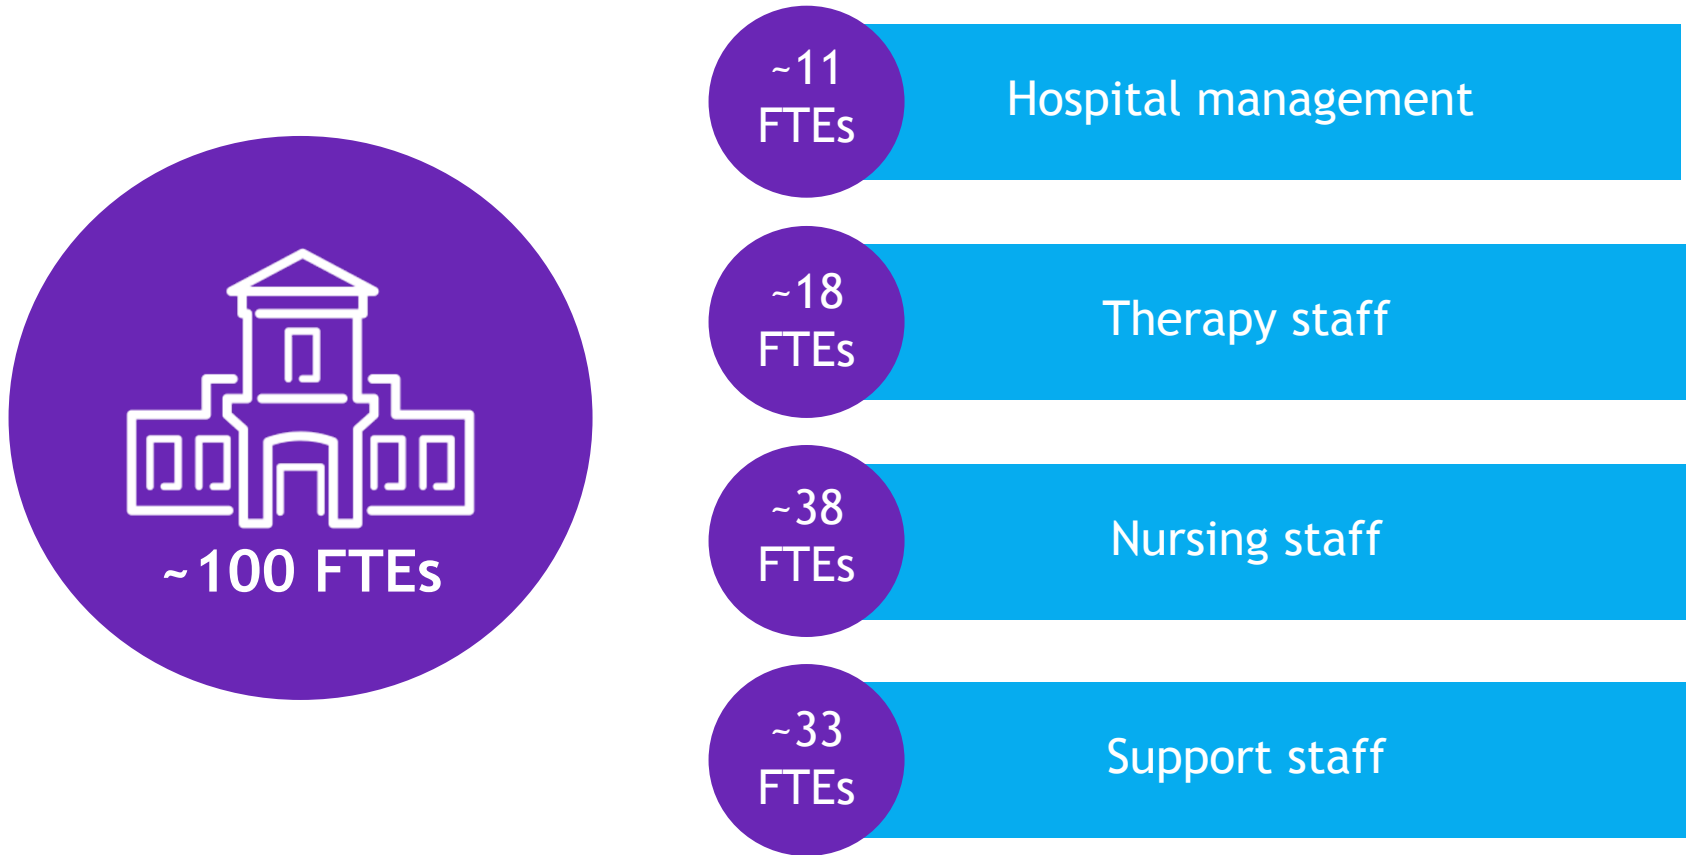 ~100 FTEs
~11
FTEs
Hospital management
~18
FTEs
Therapy staff
~38
FTEs
Nursing staff
~33
FTEs
Support staff